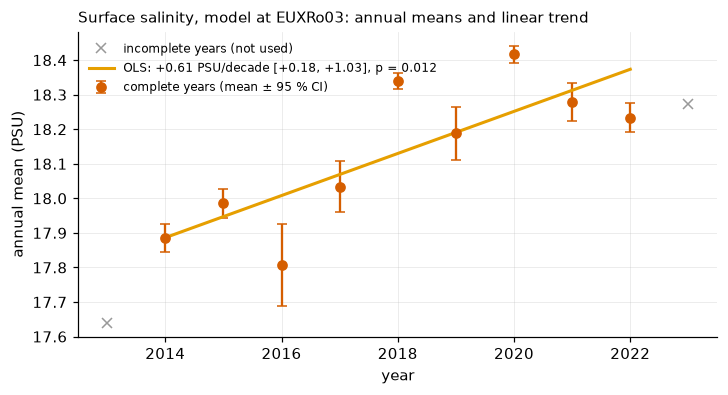 Surface salinity, model at EUXRo03: annual means and linear trend
incomplete years (not used)
OLS: +0.61 PSU/decade [+0.18, +1.03], p = 0.012
complete years (mean ± 95 % CI)
annual mean (PSU)
18.4
18.3
18.2
18.1
18.0
17.9
17.8
17.7
17.6
2014
2016
2018
2020
2022
year